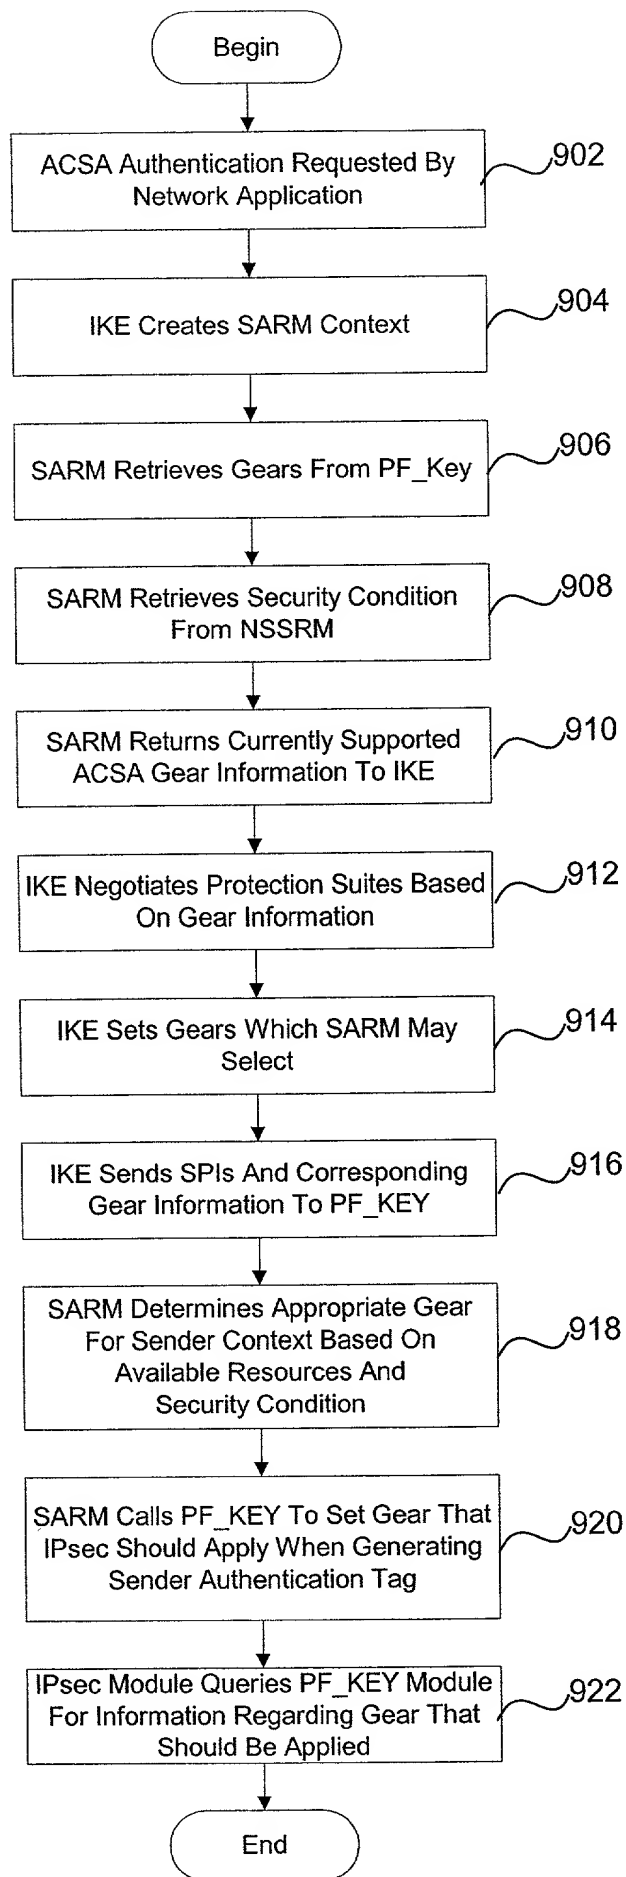 Begin
ACSA Authentication Requested By
Network Application
902
IKE Creates SARM Context
904
SARM Retrieves Gears From PF_Key
906
SARM Retrieves Security Condition
From NSSRM
908
SARM Returns Currently Supported
ACSA Gear Information To IKE
910
IKE Negotiates Protection Suites Based
On Gear Information
912
IKE Sets Gears Which SARM May
Select
914
IKE Sends SPIs And Corresponding
Gear Information To PF_KEY
916
SARM Determines Appropriate Gear
For Sender Context Based On
Available Resources And
Security Condition
918
SARM Calls PF_KEY To Set Gear That
IPsec Should Apply When Generating
Sender Authentication Tag
920
IPsec Module Queries PF_KEY Module
For Information Regarding Gear That
Should Be Applied
922
End